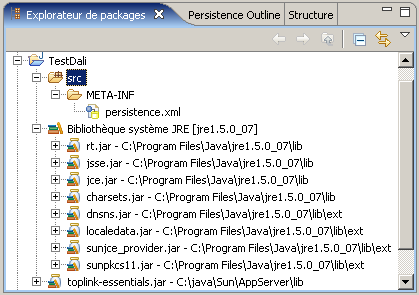 Explorateur de packages Persistence Outline Structure
TestDali
src
META-INF
persistence.xml
Bibliothèque système JRE [jre1.5.0_07]
rt.jar - C:\Program Files\Java\jre1.5.0_07\lib
jsse.jar - C:\Program Files\Java\jre1.5.0_07\lib
jce.jar - C:\Program Files\Java\jre1.5.0_07\lib
charsets.jar - C:\Program Files\Java\jre1.5.0_07\lib
dnsns.jar - C:\Program Files\Java\jre1.5.0_07\lib\ext
localedata.jar - C:\Program Files\Java\jre1.5.0_07\lib\ext
sunjce_provider.jar - C:\Program Files\Java\jre1.5.0_07\lib\ext
sunpkcs11.jar - C:\Program Files\Java\jre1.5.0_07\lib\ext
toplink-essentials.jar - C:\java\Sun\AppServer\lib